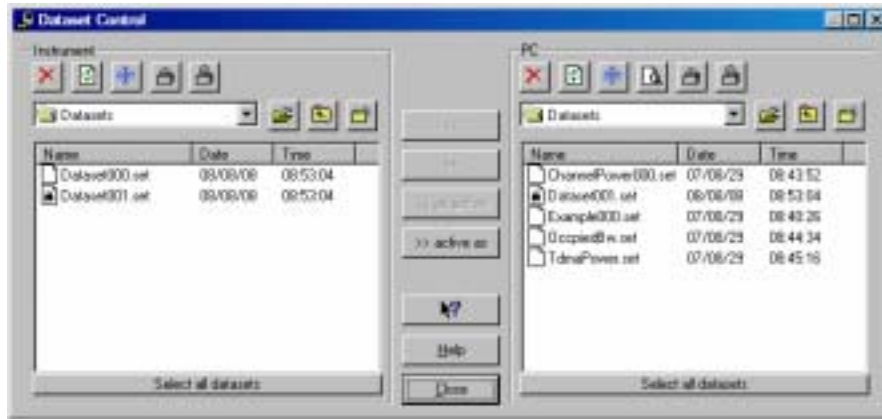 Dataset Control
Instrument
Datasets
Name Date Time
Dataset000.set 08/08/08 08:53:04
Dataset001.set 08/08/08 08:53:04
Select all datasets
>> active as
Help
Close
PC
Datasets
Name Date Time
ChannelPower000.set 07/08/29 08:43:52
Dataset001.set 08/08/08 08:53:04
Example000.set 07/08/29 08:40:26
OccpiedBw.set 07/08/29 08:44:34
TdmaPower.set 07/08/29 08:45:16
Select all datasets